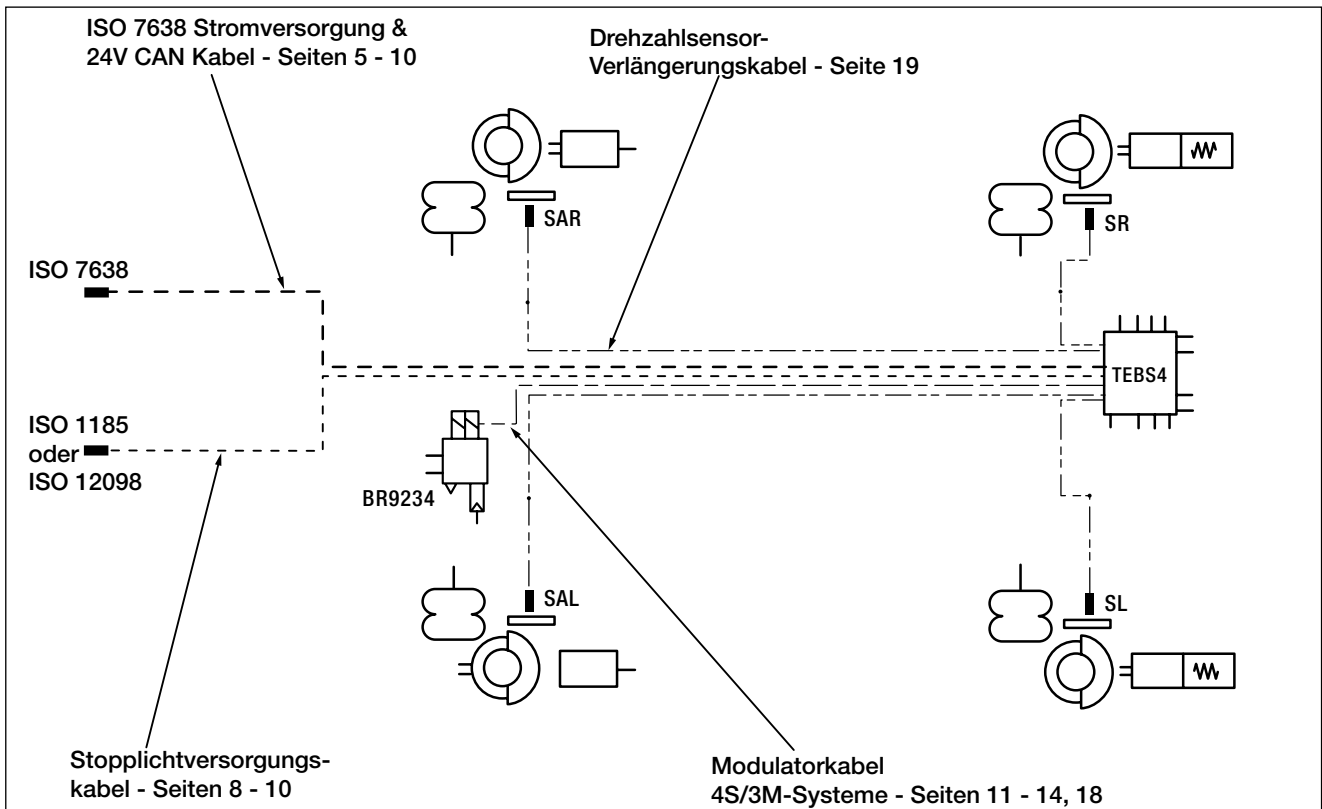 ISO 7638 Stromversorgung &
24V CAN Kabel - Seiten 5 - 10
Drehzahlsensor-
Verlängerungskabel - Seite 19
SAR
SR
ISO 7638
TEBS4
ISO 1185
oder
ISO 12098
BR9234
SAL
SL
Stopplichtversorgungs-
kabel - Seiten 8 - 10
Modulatorkabel
4S/3M-Systeme - Seiten 11 - 14, 18